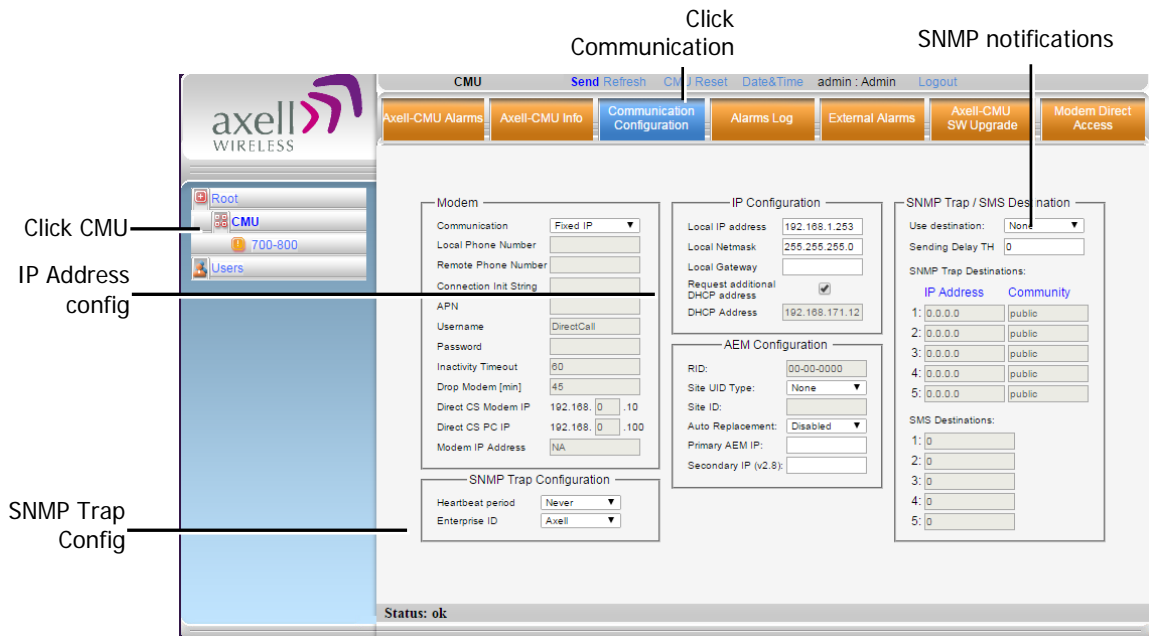 Click
Communication
SNMP notifications
CMU Send Refresh CMU Reset Date&Time admin : Admin Logout
axell
WIRELESS
Axell-CMU Alarms
Axell-CMU Info
Communication
Configuration
Alarms Log
External Alarms
Axell-CMU
SW Upgrade
Modem Direct
Access
Click CMU
IP Address
config
SNMP Trap
Config
Root
CMU
700-800
Users
Modem
Communication Fixed IP
Local Phone Number
Remote Phone Number
Connection Init String
APN
Username DirectCall
Password
Inactivity Timeout 60
Drop Modem [min] 45
Direct CS Modem IP 192.168. 0 .10
Direct CS PC IP 192.168. 0 .100
Modem IP Address NA
SNMP Trap Configuration
Heartbeat period Never
Enterprise ID Axell
IP Configuration
Local IP address 192.168.1.253
Local Netmask 255.255.255.0
Local Gateway
Request additional
DHCP address
DHCP Address 192.168.171.12
AEM Configuration
RID: 00-00-0000
Site UID Type: None
Site ID:
Auto Replacement: Disabled
Primary AEM IP:
Secondary IP (v2.8):
SNMP Trap / SMS Destination
Use destination: None
Sending Delay TH 0
SNMP Trap Destinations:
IP Address Community
1: 0.0.0.0 public
2: 0.0.0.0 public
3: 0.0.0.0 public
4: 0.0.0.0 public
5: 0.0.0.0 public
SMS Destinations:
1: 0
2: 0
3: 0
4: 0
5: 0
Status: ok